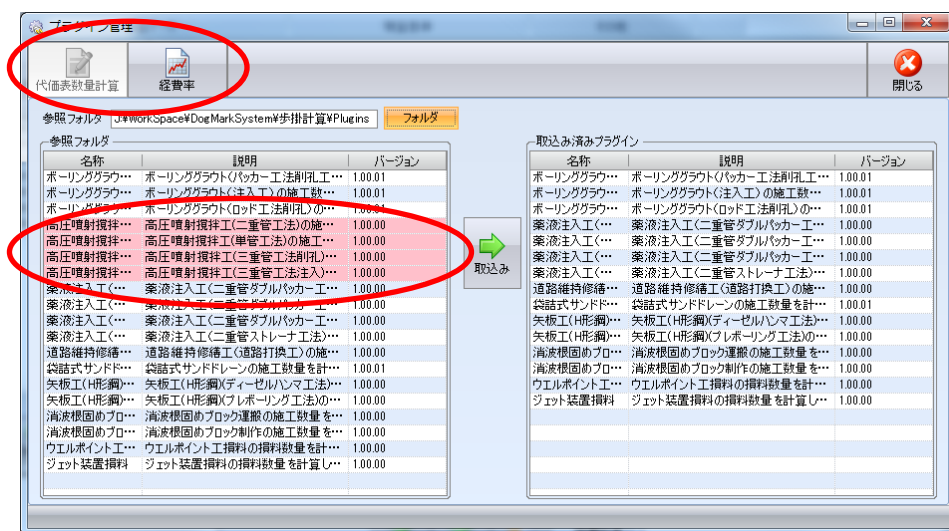 プラグイン管理
代価表数量計算 経費率 閉じる
参照フォルダ J:¥WorkSpace¥DogMarkSystem¥歩掛計算¥Plugins フォルダ
参照フォルダ
名称 説明 バージョン
ボーリンググラウ… ボーリンググラウト(パッカー工法削孔工… 1.00.01
ボーリンググラウ… ボーリンググラウト(注入工)の施工数… 1.00.01
ボーリンググラウ… ボーリンググラウト(ロッド工法削孔)の… 1.00.01
高圧噴射撹拌… 高圧噴射撹拌工(二重管工法)の施… 1.00.00
高圧噴射撹拌… 高圧噴射撹拌工(単管工法)の施工… 1.00.00
高圧噴射撹拌… 高圧噴射撹拌工(三重管工法削孔)… 1.00.00
高圧噴射撹拌… 高圧噴射撹拌工(三重管工法注入)… 1.00.00
薬液注入工(… 薬液注入工(二重管ダブルパッカー工… 1.00.00
薬液注入工(… 薬液注入工(二重管ダブルパッカー工… 1.00.00
薬液注入工(… 薬液注入工(二重管ダブルパッカー工… 1.00.00
薬液注入工(… 薬液注入工(二重管ストレーナ工法)… 1.00.00
道路維持修繕… 道路維持修繕工(道路打換工)の施… 1.00.00
袋詰式サンドド… 袋詰式サンドドレーンの施工数量を計… 1.00.01
矢板工(H形鋼)… 矢板工(H形鋼)(ディーゼルハンマ工法)… 1.00.00
矢板工(H形鋼)… 矢板工(H形鋼)(プレボーリング工法)の… 1.00.00
消波根固めブロ… 消波根固めブロック運搬の施工数量を… 1.00.00
消波根固めブロ… 消波根固めブロック制作の施工数量を… 1.00.00
ウエルポイント工… ウエルポイント工損料の損料数量を計… 1.00.00
ジェット装置損料 ジェット装置損料の損料数量を計算し… 1.00.00
取込み
取込み済みプラグイン
名称 説明 バージョン
ボーリンググラウ… ボーリンググラウト(パッカー工法削孔工… 1.00.01
ボーリンググラウ… ボーリンググラウト(注入工)の施工数… 1.00.01
ボーリンググラウ… ボーリンググラウト(ロッド工法削孔)の… 1.00.01
薬液注入工(… 薬液注入工(二重管ダブルパッカー工… 1.00.00
薬液注入工(… 薬液注入工(二重管ダブルパッカー工… 1.00.00
薬液注入工(… 薬液注入工(二重管ダブルパッカー工… 1.00.00
薬液注入工(… 薬液注入工(二重管ストレーナ工法)… 1.00.00
道路維持修繕… 道路維持修繕工(道路打換工)の施… 1.00.00
袋詰式サンドド… 袋詰式サンドドレーンの施工数量を計… 1.00.01
矢板工(H形鋼)… 矢板工(H形鋼)(ディーゼルハンマ工法)… 1.00.00
矢板工(H形鋼)… 矢板工(H形鋼)(プレボーリング工法)の… 1.00.00
消波根固めブロ… 消波根固めブロック運搬の施工数量を… 1.00.00
消波根固めブロ… 消波根固めブロック制作の施工数量を… 1.00.00
ウエルポイント工… ウエルポイント工損料の損料数量を計… 1.00.00
ジェット装置損料 ジェット装置損料の損料数量を計算し… 1.00.00